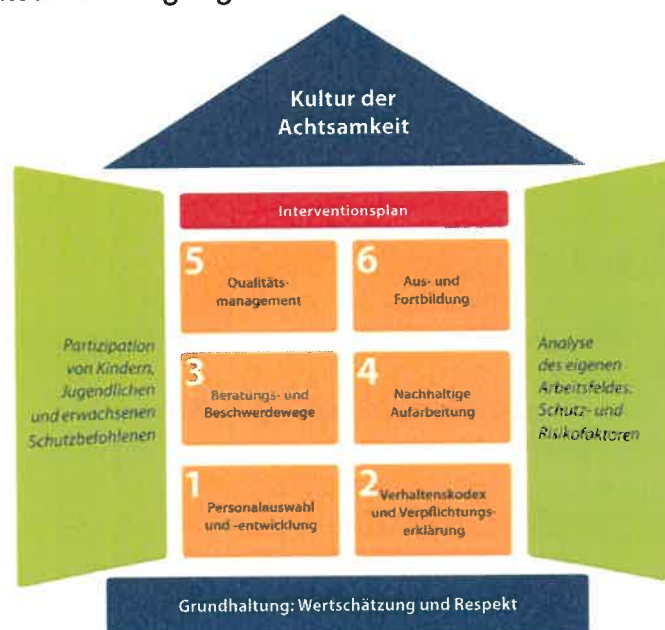 Kultur der
Achtsamkeit
Interventionsplan
5
Qualitäts-
management
6
Aus- und
Fortbildung
Partizipation
von Kindern,
Jugendlichen
und erwachsenen
Schutzbefohlenen
3
Beratungs- und
Beschwerdewege
4
Nachhaltige
Aufarbeitung
Analyse
des eigenen
Arbeitsfeldes:
Schutz- und
Risikofaktoren
1
Personalauswahl
und -entwicklung
2
Verhaltenskodex
und Verpflichtungs-
erklärung
Grundhaltung: Wertschätzung und Respekt